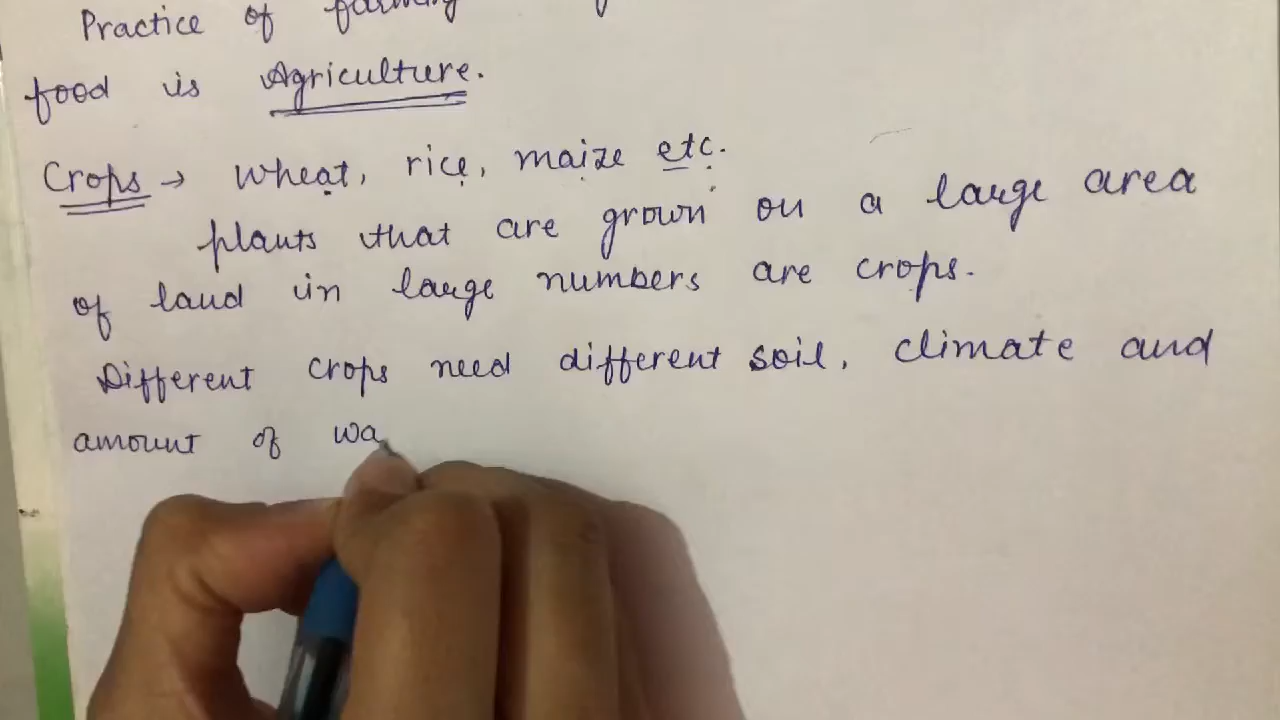 Practice of farming
food is Agriculture.
Crops → wheat, rice, maize etc.
plants that are grown on a large area
of land in large numbers are crops.
Different crops need different soil, climate and
amount of wa